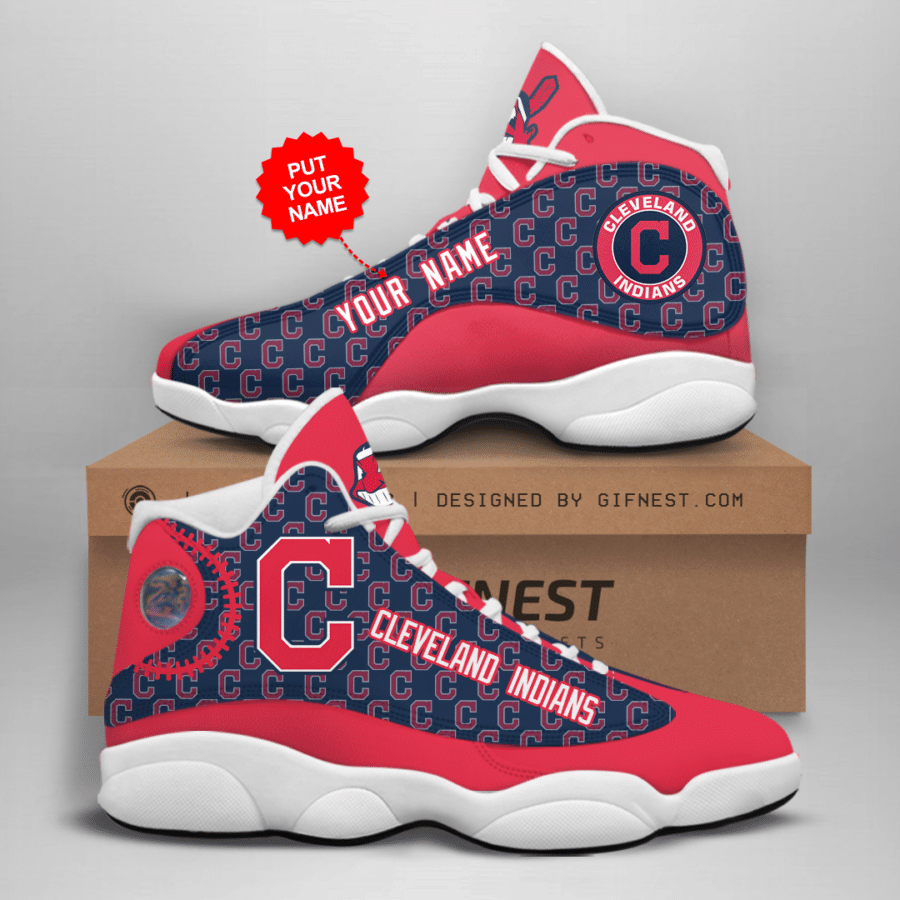 PUT
YOUR
NAME
YOUR NAME
CLEVELAND
C
INDIANS
| DESIGNED BY GIFNEST.COM
NEST
C
CLEVELAND INDIANS